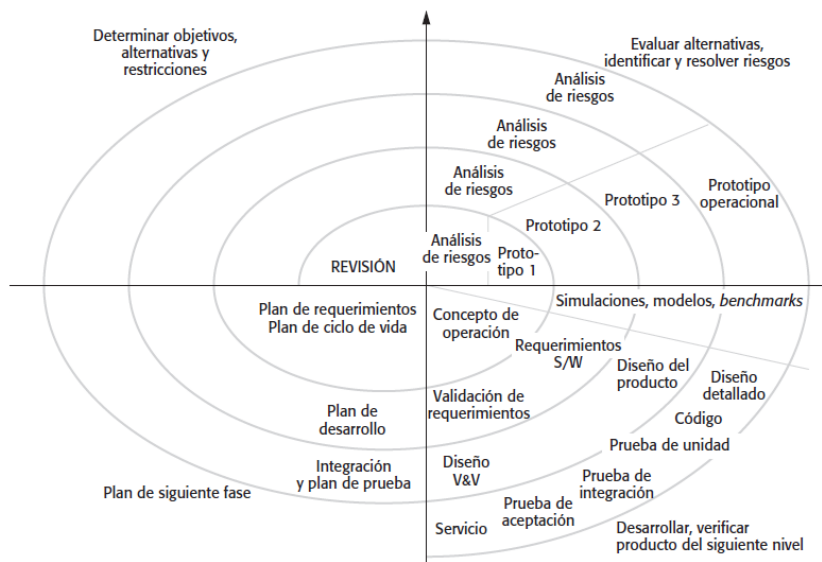 Determinar objetivos,
alternativas y
restricciones
Evaluar alternativas,
identificar y resolver riesgos
Análisis
de riesgos
Análisis
de riesgos
Análisis
de riesgos
Análisis
de riesgos
Proto-
tipo 1
Prototipo 2
Prototipo 3
Prototipo
operacional
REVISIÓN
Simulaciones, modelos, benchmarks
Plan de requerimientos
Plan de ciclo de vida
Concepto de
operación
Requerimientos
S/W
Diseño del
producto
Diseño
detallado
Plan de
desarrollo
Validación de
requerimientos
Código
Prueba de unidad
Integración
y plan de prueba
Diseño
V&V
Prueba de
integración
Plan de siguiente fase
Prueba de
aceptación
Servicio
Desarrollar, verificar
producto del siguiente nivel